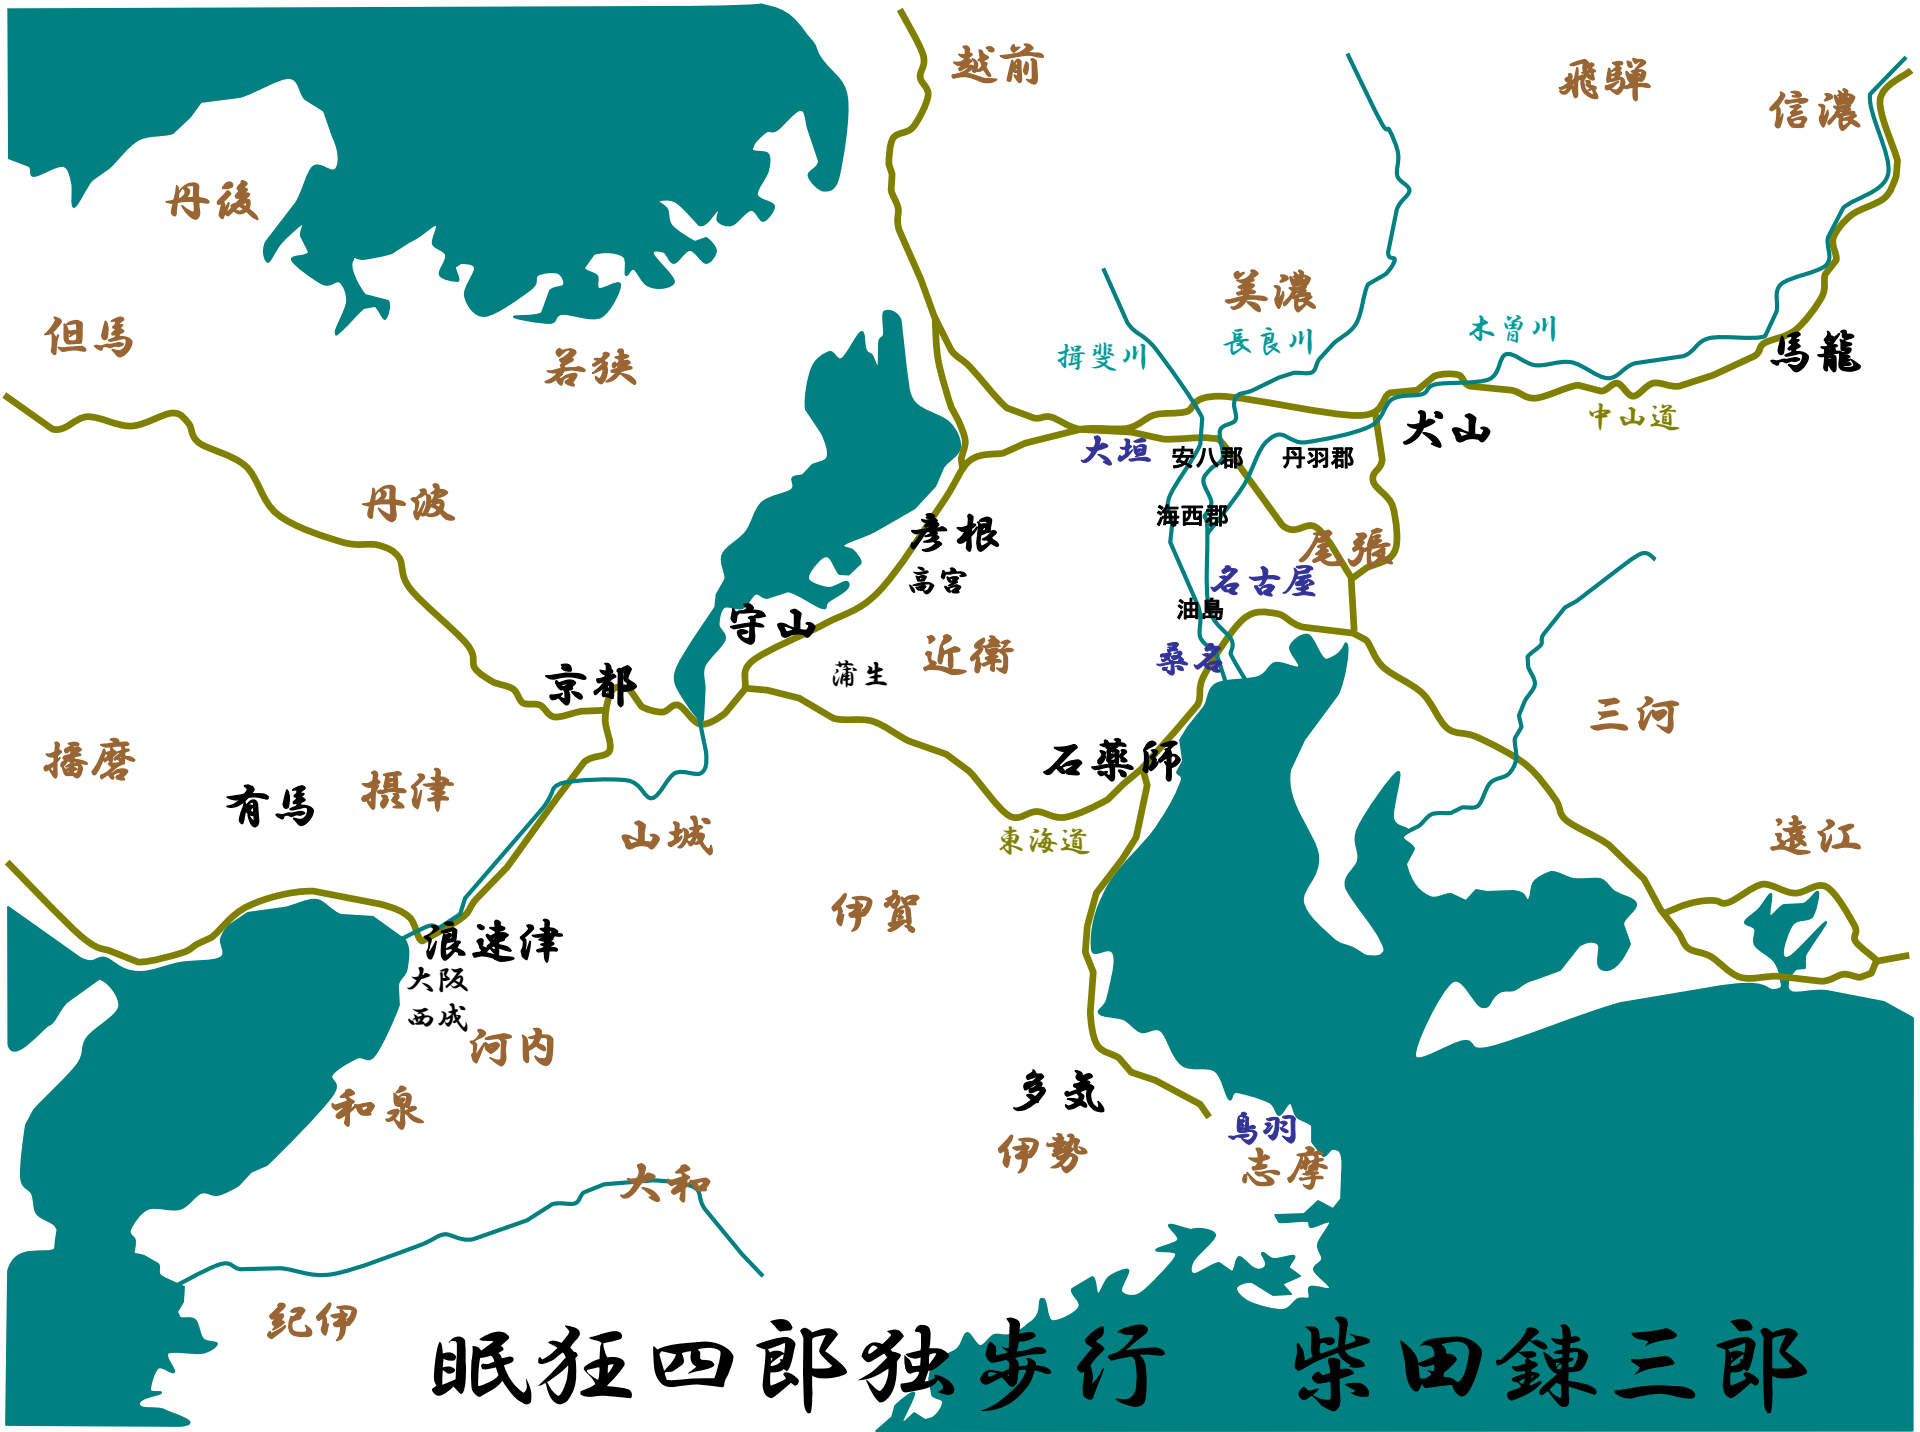 越前
飛騨
信濃
丹後
美濃
長良川
木曽川
但馬
若狭
揖斐川
馬籠
中山道
犬山
大垣
安八郡
丹羽郡
丹波
海西郡
彦根
高宮
尾張
名古屋
油島
守山
近衛
桑名
蒲生
京都
三河
石薬師
播磨
有馬
摂津
山城
東海道
遠江
伊賀
浪速津
大阪
西成
河内
和泉
多気
鳥羽
伊勢
志摩
大和
紀伊
眠狂四郎独歩行 柴田錬三郎